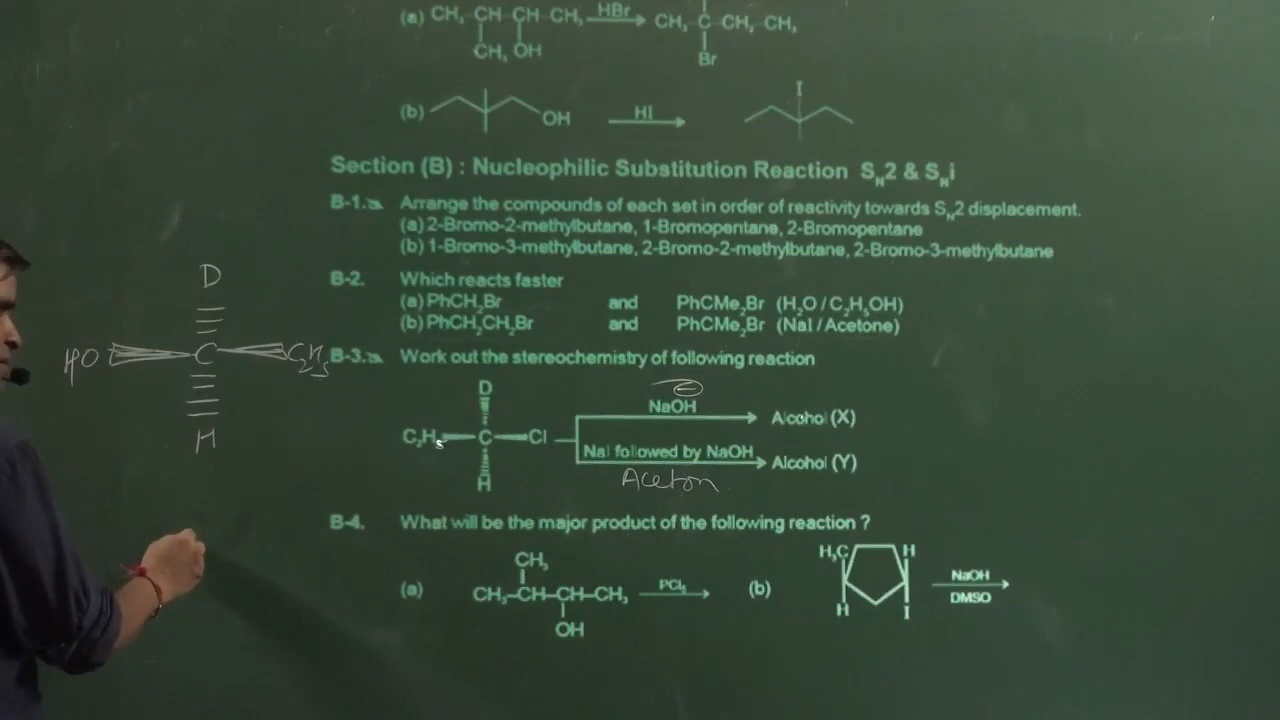 (a) CH₃ CH CH CH₃ HBr CH₃ C CH₂ CH₃
CH₃ OH Br
(b) OH HI I
Section (B) : Nucleophilic Substitution Reaction S_N2 & S_Ni
B-1. Arrange the compounds of each set in order of reactivity towards S_N2 displacement.
(a) 2-Bromo-2-methylbutane, 1-Bromopentane, 2-Bromopentane
(b) 1-Bromo-3-methylbutane, 2-Bromo-2-methylbutane, 2-Bromo-3-methylbutane
B-2. Which reacts faster
(a) PhCH₂Br and PhCMe₂Br (H₂O / C₂H₅OH)
(b) PhCH₂CH₂Br and PhCMe₂Br (NaI / Acetone)
B-3. Work out the stereochemistry of following reaction
D
HO C C₂H₅
H
D
C₂H₅ C Cl
H
⊖
NaOH Alcohol (X)
NaI followed by NaOH Alcohol (Y)
Aceton
B-4. What will be the major product of the following reaction ?
(a) CH₃
CH₃–CH–CH–CH₃ PCl₅
OH
(b) H₃C H NaOH
H I DMSO